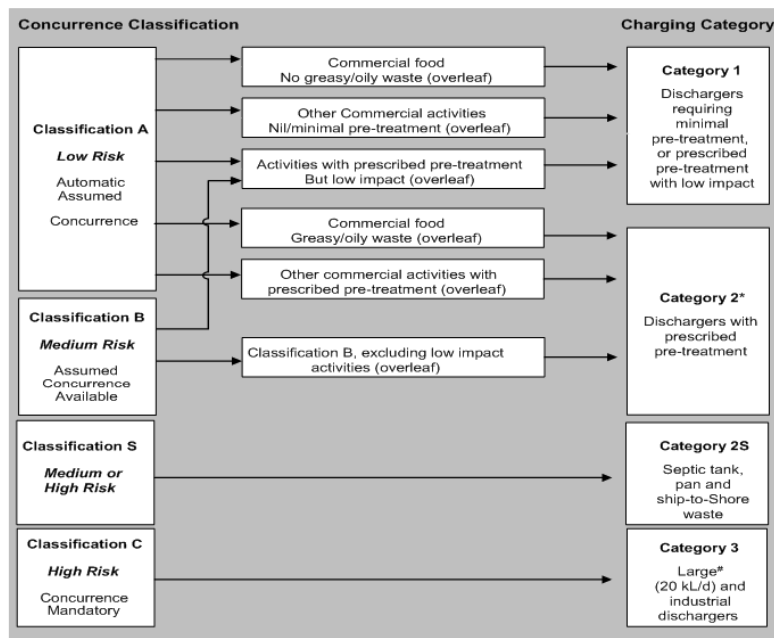 Concurrence Classification
Charging Category
Classification A
Low Risk
Automatic
Assumed
Concurrence
Commercial food
No greasy/oily waste (overleaf)
Other Commercial activities
Nil/minimal pre-treatment (overleaf)
Activities with prescribed pre-treatment
But low impact (overleaf)
Commercial food
Greasy/oily waste (overleaf)
Other commercial activities with
prescribed pre-treatment (overleaf)
Category 1
Dischargers
requiring
minimal
pre-treatment,
or prescribed
pre-treatment
with low impact
Classification B
Medium Risk
Assumed
Concurrence
Available
Classification B, excluding low impact
activities (overleaf)
Category 2*
Dischargers with
prescribed
pre-treatment
Classification S
Medium or
High Risk
Category 2S
Septic tank,
pan and
ship-to-Shore
waste
Classification C
High Risk
Concurrence
Mandatory
Category 3
Large#
(20 kL/d) and
industrial
dischargers